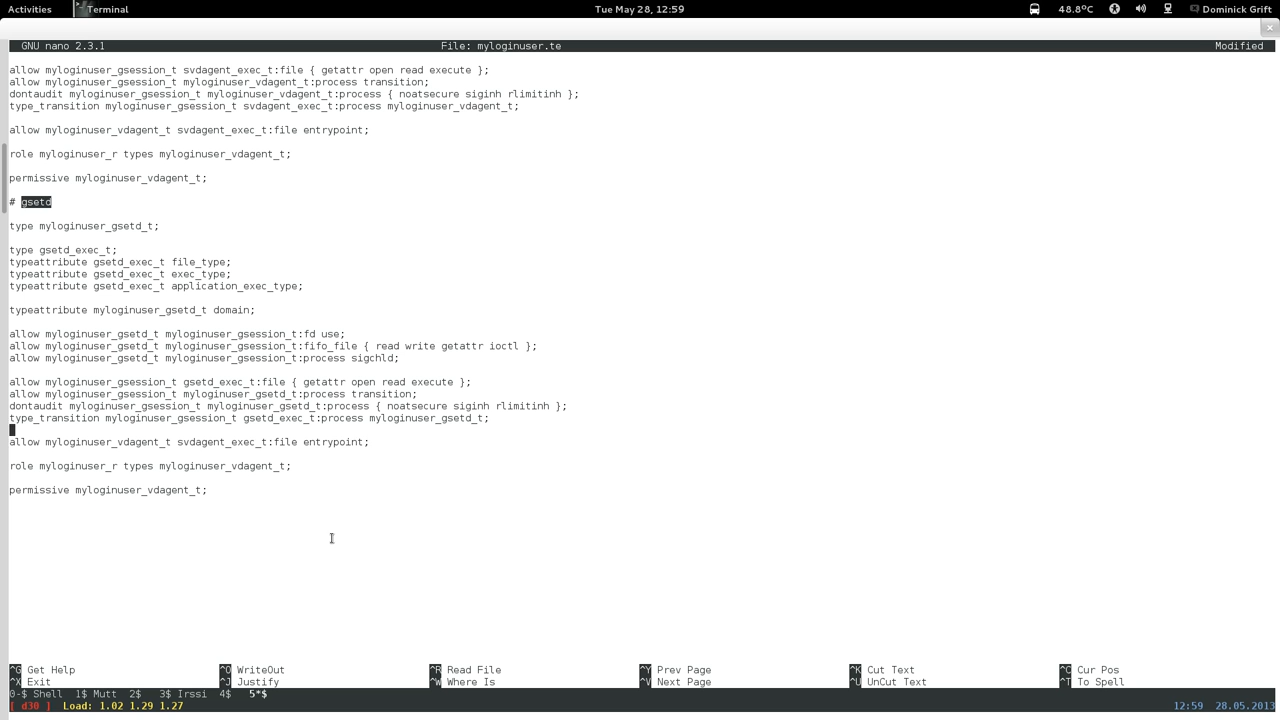 Activities Terminal Tue May 28, 12:59 48.8ºC Dominick Grift
GNU nano 2.3.1 File: myloginuser.te Modified
allow myloginuser_gsession_t svdagent_exec_t:file { getattr open read execute };
allow myloginuser_gsession_t myloginuser_vdagent_t:process transition;
dontaudit myloginuser_gsession_t myloginuser_vdagent_t:process { noatsecure siginh rlimitinh };
type_transition myloginuser_gsession_t svdagent_exec_t:process myloginuser_vdagent_t;
allow myloginuser_vdagent_t svdagent_exec_t:file entrypoint;
role myloginuser_r types myloginuser_vdagent_t;
permissive myloginuser_vdagent_t;
# gsetd
type myloginuser_gsetd_t;
type gsetd_exec_t;
typeattribute gsetd_exec_t file_type;
typeattribute gsetd_exec_t exec_type;
typeattribute gsetd_exec_t application_exec_type;
typeattribute myloginuser_gsetd_t domain;
allow myloginuser_gsetd_t myloginuser_gsession_t:fd use;
allow myloginuser_gsetd_t myloginuser_gsession_t:fifo_file { read write getattr ioctl };
allow myloginuser_gsetd_t myloginuser_gsession_t:process sigchld;
allow myloginuser_gsession_t gsetd_exec_t:file { getattr open read execute };
allow myloginuser_gsession_t myloginuser_gsetd_t:process transition;
dontaudit myloginuser_gsession_t myloginuser_gsetd_t:process { noatsecure siginh rlimitinh };
type_transition myloginuser_gsession_t gsetd_exec_t:process myloginuser_gsetd_t;
allow myloginuser_vdagent_t svdagent_exec_t:file entrypoint;
role myloginuser_r types myloginuser_vdagent_t;
permissive myloginuser_vdagent_t;
^G Get Help ^O WriteOut ^R Read File ^Y Prev Page ^K Cut Text ^C Cur Pos
^X Exit ^J Justify ^W Where Is ^V Next Page ^U UnCut Text ^T To Spell
0-$ Shell 1$ Mutt 2$ 3$ Irssi 4$ 5*$
[ d30 ] Load: 1.02 1.29 1.27 12:59 28.05.2013